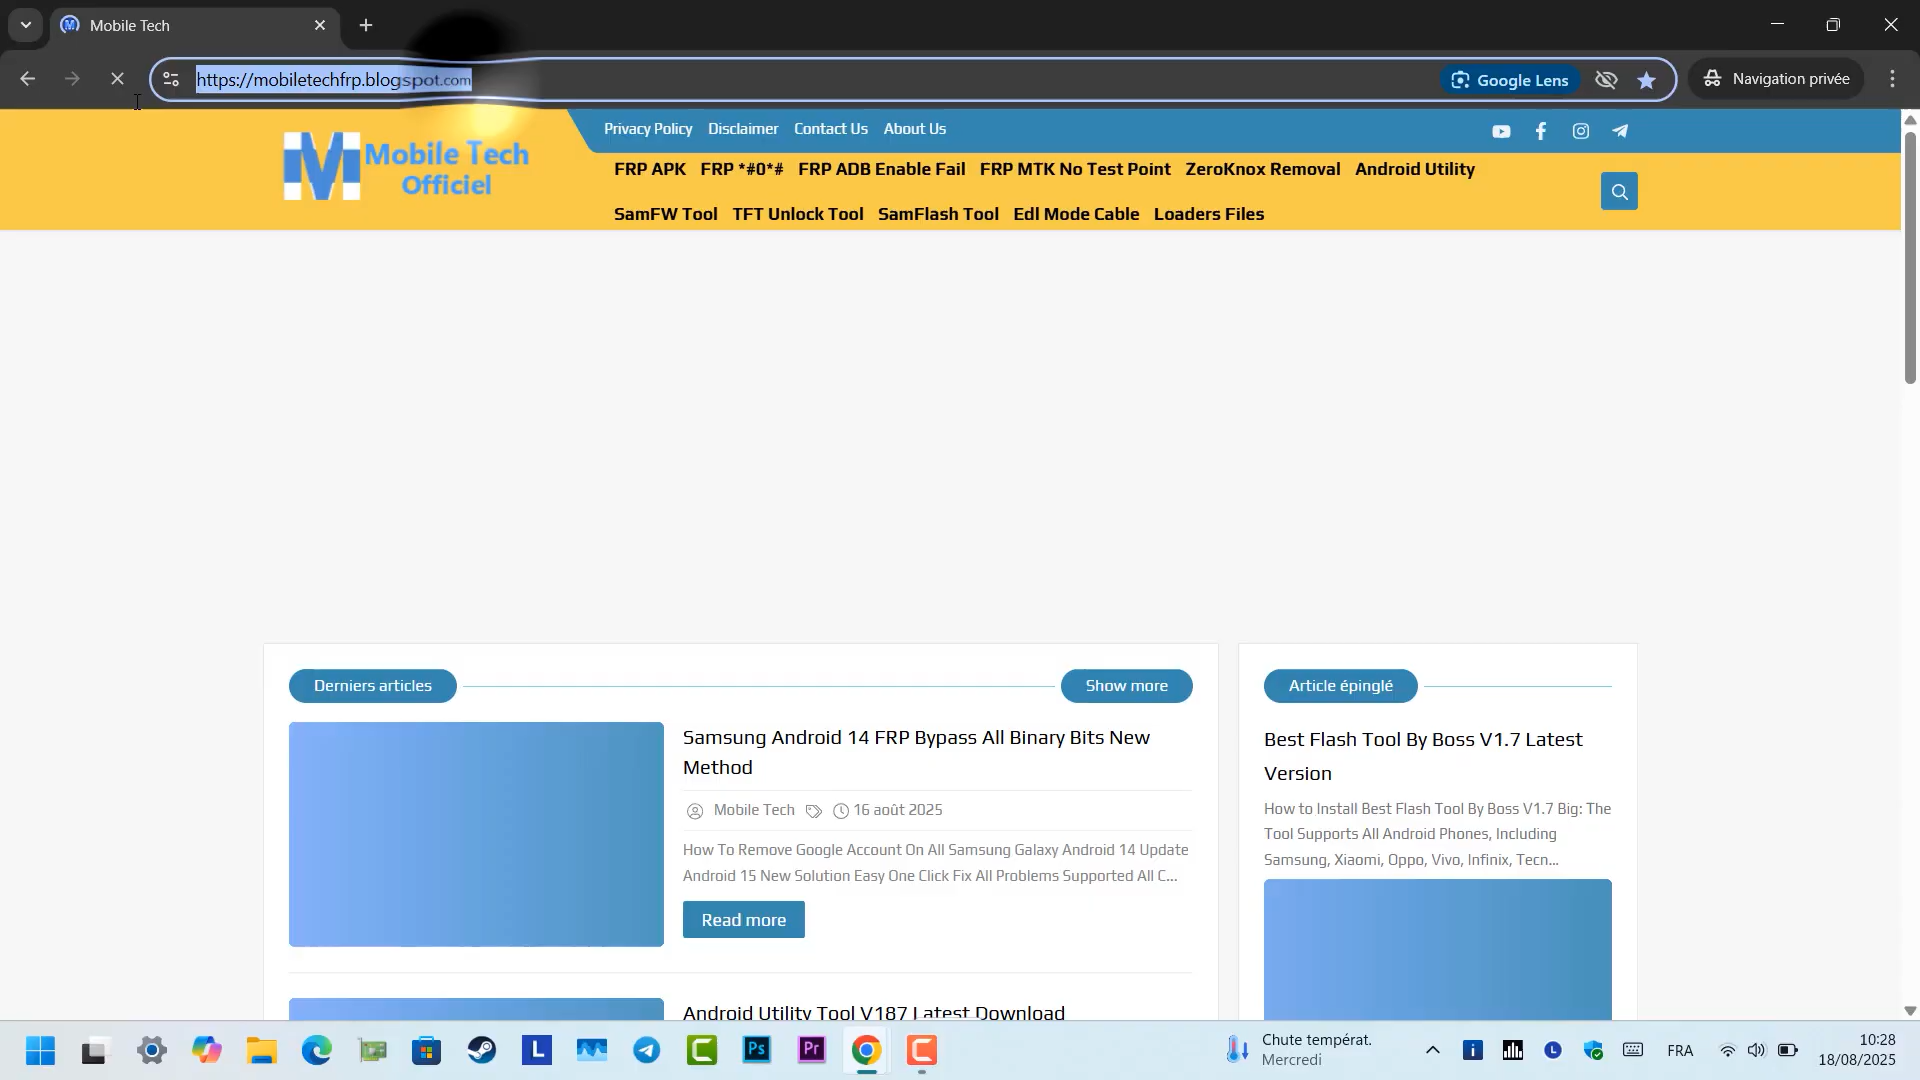 Mobile Tech
https://mobiletechfrp.blogspot.com
Google Lens
Navigation privée
Mobile Tech
Officiel
Privacy Policy Disclaimer Contact Us About Us
FRP APK FRP *#0*# FRP ADB Enable Fail FRP MTK No Test Point ZeroKnox Removal Android Utility
SamFW Tool TFT Unlock Tool SamFlash Tool Edl Mode Cable Loaders Files
Derniers articles
Show more
Samsung Android 14 FRP Bypass All Binary Bits New
Method
Mobile Tech 16 août 2025
How To Remove Google Account On All Samsung Galaxy Android 14 Update
Android 15 New Solution Easy One Click Fix All Problems Supported All C...
Read more
Android Utility Tool V187 Latest Download
Article épinglé
Best Flash Tool By Boss V1.7 Latest
Version
How to Install Best Flash Tool By Boss V1.7 Big: The
Tool Supports All Android Phones, Including
Samsung, Xiaomi, Oppo, Vivo, Infinix, Tecn...
Chute températ.
Mercredi
FRA
10:28
18/08/2025